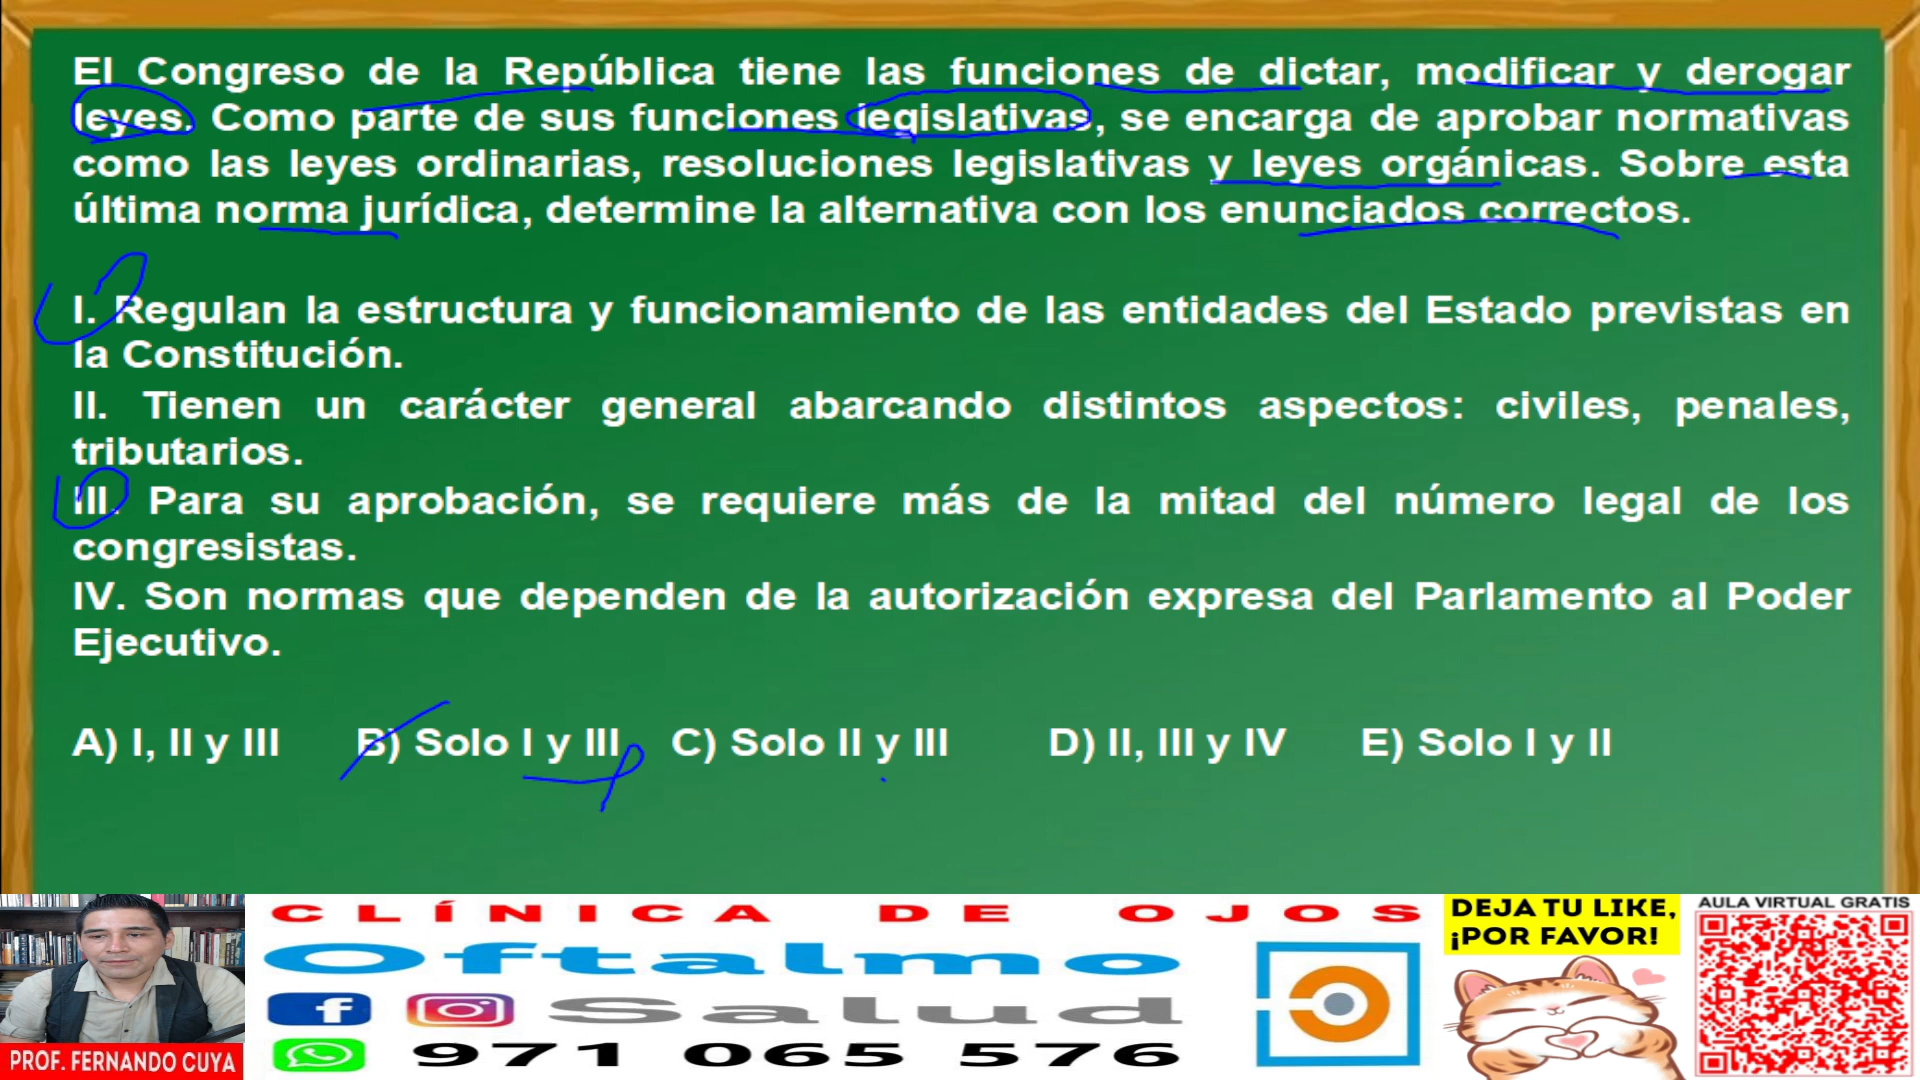 El Congreso de la República tiene las funciones de dictar, modificar y derogar
leyes. Como parte de sus funciones legislativas, se encarga de aprobar normativas
como las leyes ordinarias, resoluciones legislativas y leyes orgánicas. Sobre esta
última norma jurídica, determine la alternativa con los enunciados correctos.
I. Regulan la estructura y funcionamiento de las entidades del Estado previstas en
la Constitución.
II. Tienen un carácter general abarcando distintos aspectos: civiles, penales,
tributarios.
III. Para su aprobación, se requiere más de la mitad del número legal de los
congresistas.
IV. Son normas que dependen de la autorización expresa del Parlamento al Poder
Ejecutivo.
A) I, II y III B) Solo I y III C) Solo II y III D) II, III y IV E) Solo I y II
PROF. FERNANDO CUYA
CLÍNICA DE OJOS
Oftalmo
Salud
971 065 576
DEJA TU LIKE,
¡POR FAVOR!
AULA VIRTUAL GRATIS